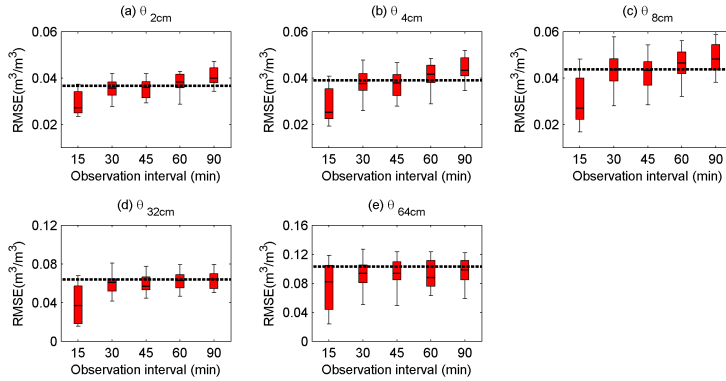 (a) θ 2cm
(b) θ 4cm
(c) θ 8cm
RMSE(m³/m³)
0.06
0.04
0.02
15 30 45 60 90
Observation interval (min)
RMSE(m³/m³)
0.06
0.04
0.02
15 30 45 60 90
Observation interval (min)
RMSE(m³/m³)
0.06
0.04
0.02
15 30 45 60 90
Observation interval (min)
(d) θ 32cm
(e) θ 64cm
RMSE(m³/m³)
0.12
0.08
0.04
0
15 30 45 60 90
Observation interval (min)
RMSE(m³/m³)
0.16
0.12
0.08
0.04
0
15 30 45 60 90
Observation interval (min)